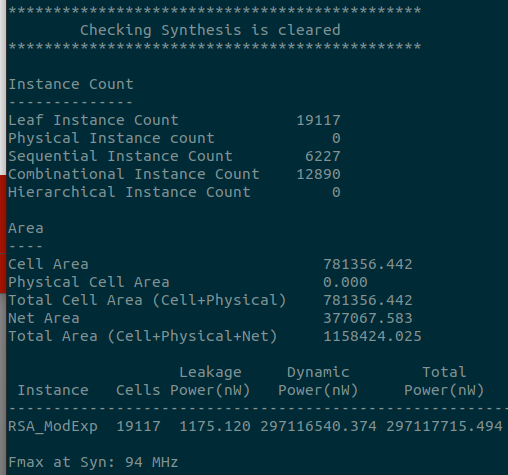 **********************************************
Checking Synthesis is cleared
**********************************************
Instance Count
--------------
Leaf Instance Count 19117
Physical Instance count 0
Sequential Instance Count 6227
Combinational Instance Count 12890
Hierarchical Instance Count 0
Area
----
Cell Area 781356.442
Physical Cell Area 0.000
Total Cell Area (Cell+Physical) 781356.442
Net Area 377067.583
Total Area (Cell+Physical+Net) 1158424.025
Leakage Dynamic Total
Instance Cells Power(nW) Power(nW) Power(nW)
--------------------------------------------------------
RSA_ModExp 19117 1175.120 297116540.374 297117715.494
Fmax at Syn: 94 MHz